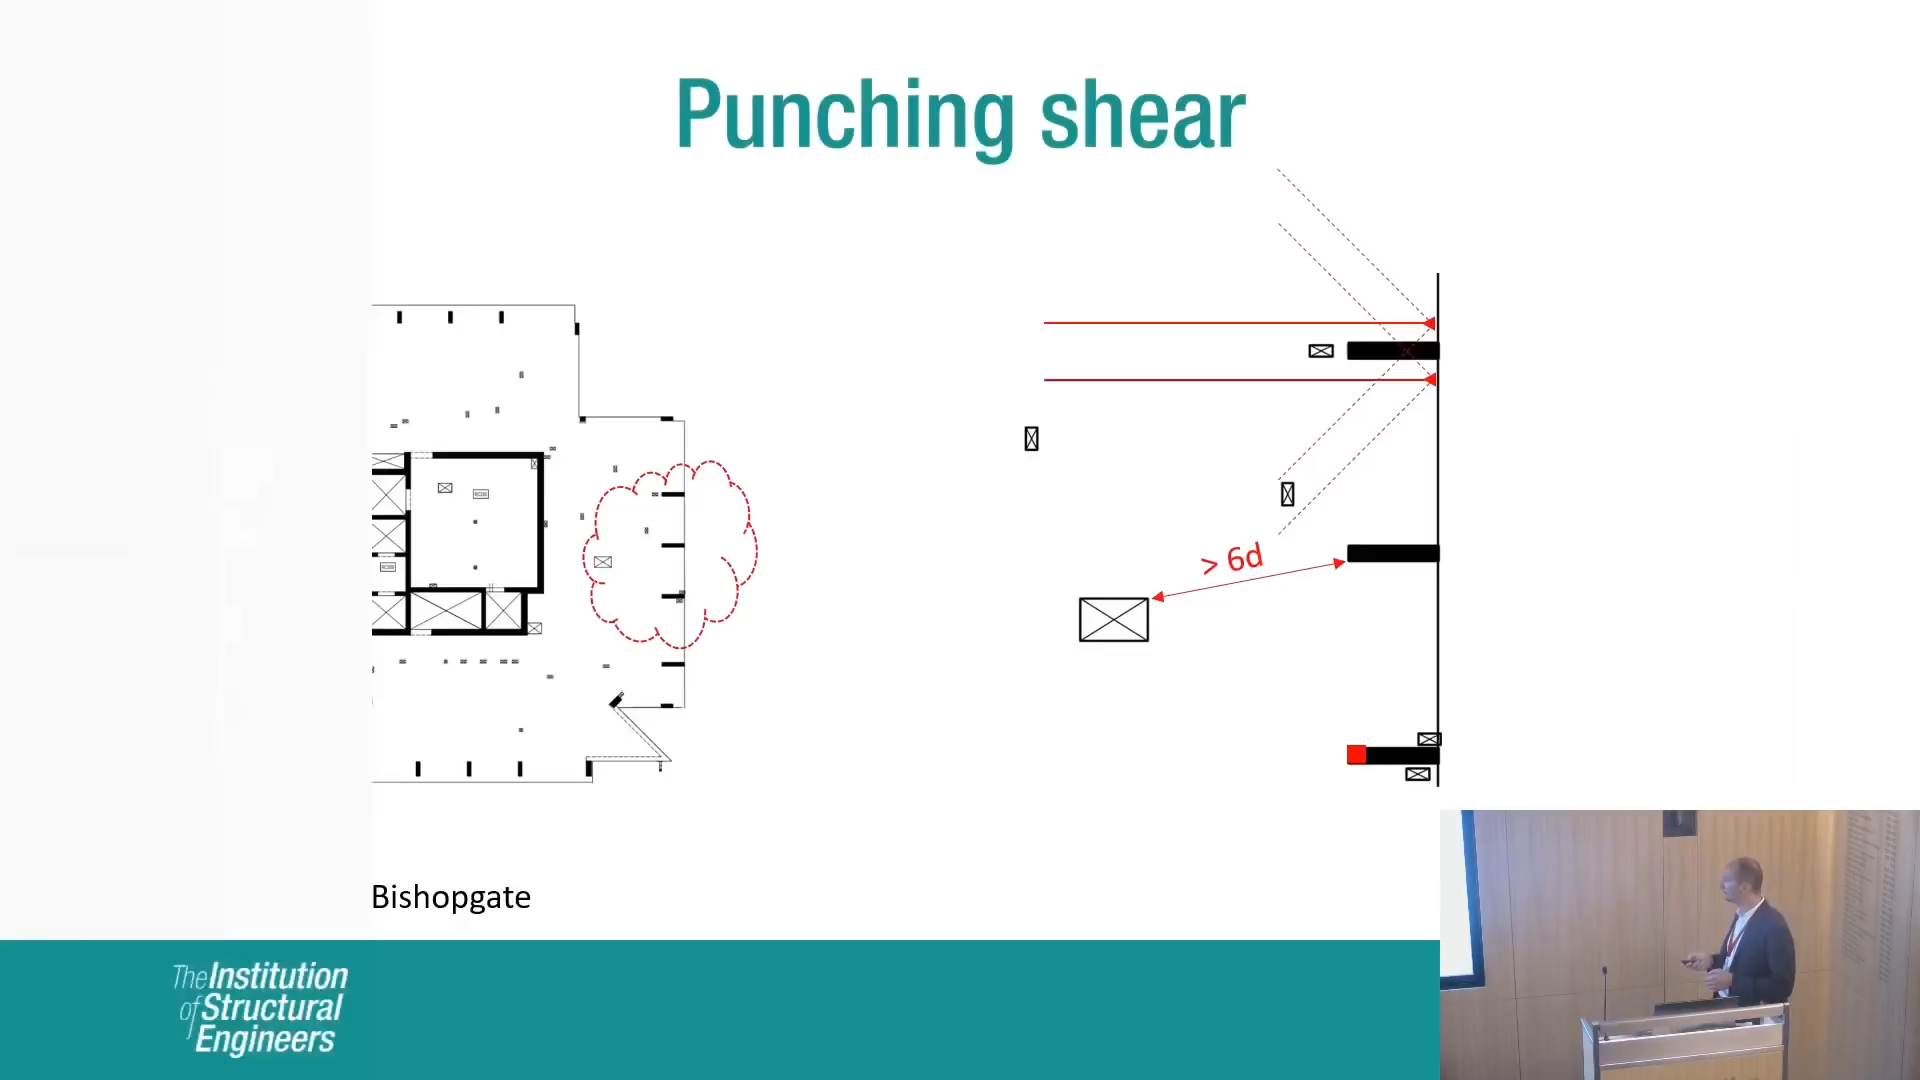 Punching shear
> 6d
Bishopgate
The Institution
of Structural
Engineers